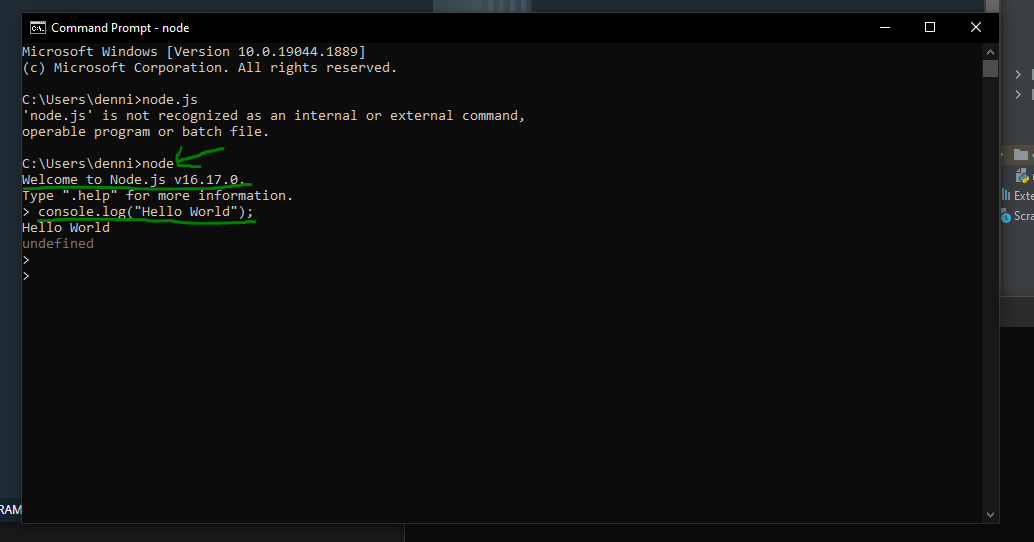 Command Prompt - node
Microsoft Windows [Version 10.0.19044.1889]
(c) Microsoft Corporation. All rights reserved.
C:\Users\denni>node.js
'node.js' is not recognized as an internal or external command,
operable program or batch file.
C:\Users\denni>node
Welcome to Node.js v16.17.0.
Type ".help" for more information.
> console.log("Hello World");
Hello World
undefined
>
>
Exte
Scra
RAM